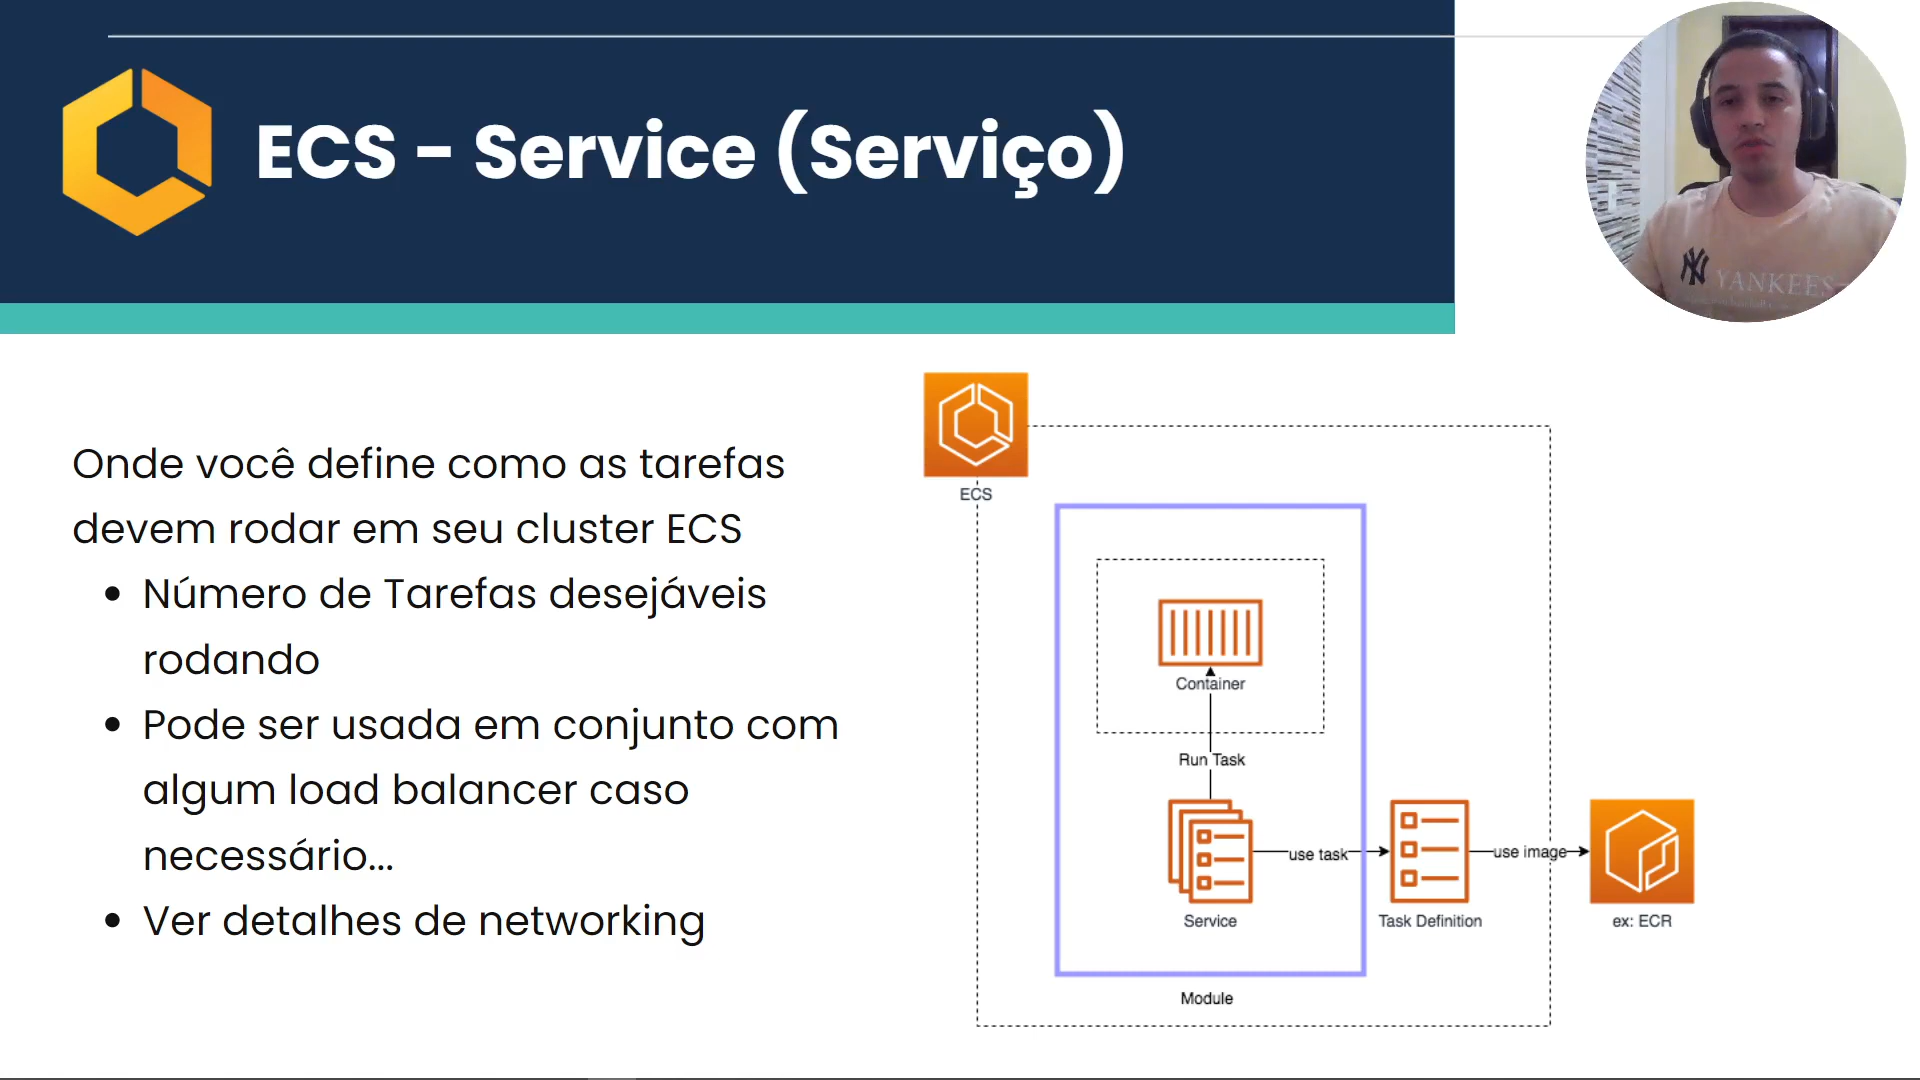 ECS - Service (Serviço)
NY YANKEES
Onde você define como as tarefas
devem rodar em seu cluster ECS
• Número de Tarefas desejáveis
rodando
• Pode ser usada em conjunto com
algum load balancer caso
necessário...
• Ver detalhes de networking
ECS
Container
Run Task
use task
use image
Service
Task Definition
ex: ECR
Module